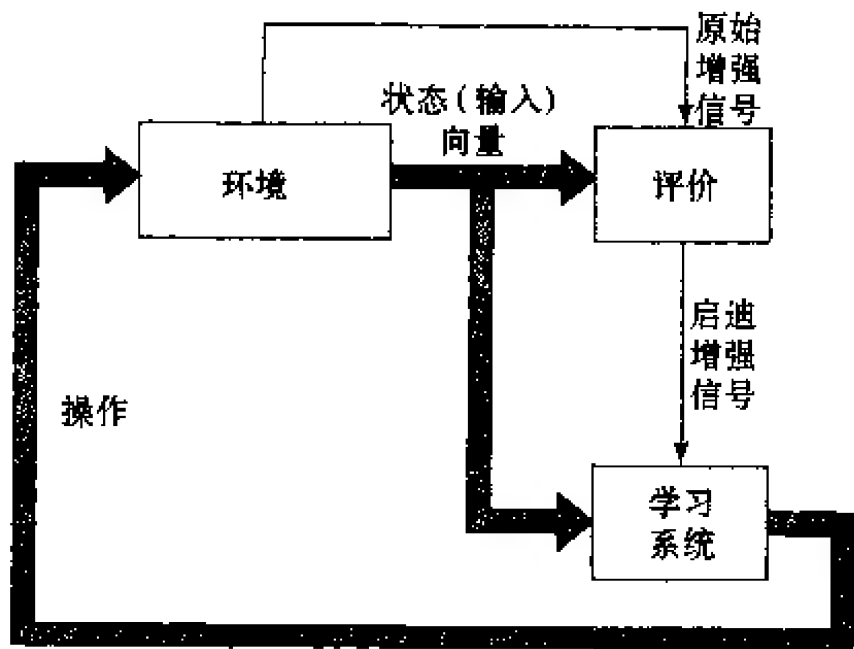 原始
增强
信号
状态(输入)
向量
环境
评价
启迪
增强
信号
操作
学习
系统